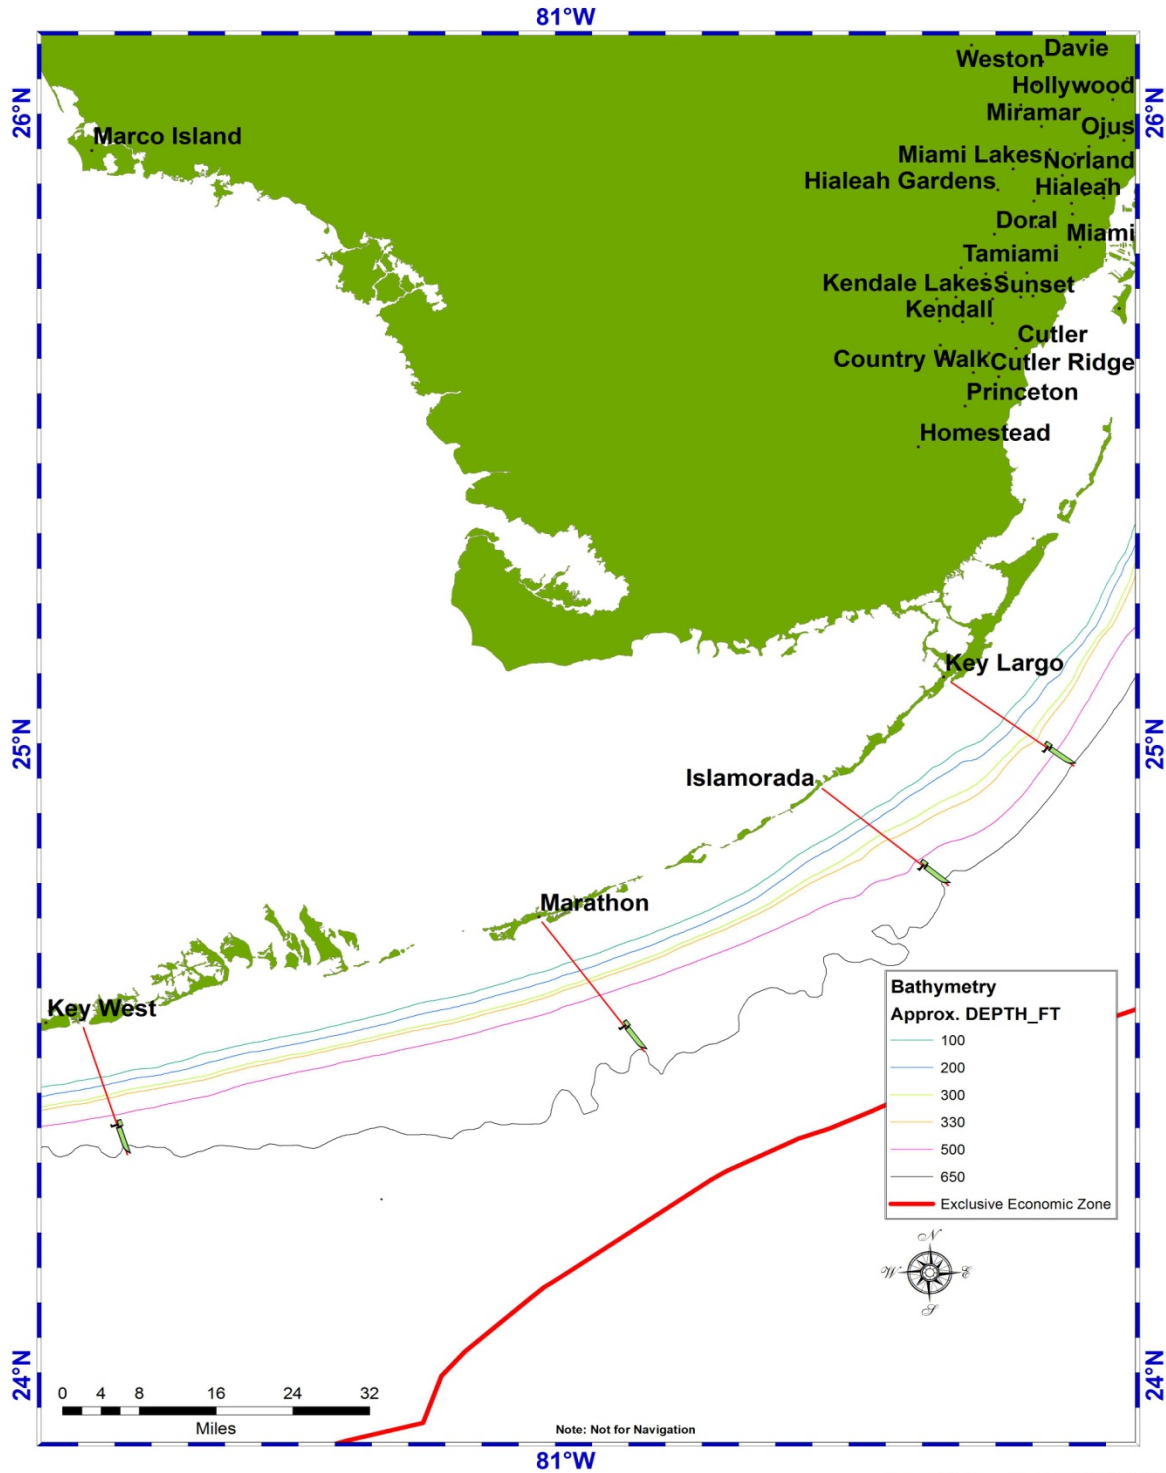 81°W
Davie
Weston
Hollywood
26°N
26°N
Miramar
Ojus
Marco Island
Miami Lakes
Norland
Hialeah Gardens
Hialeah
Doral
Miami
Tamiami
Kendale Lakes
Sunset
Kendall
Cutler
Country Walk
Cutler Ridge
Princeton
Homestead
Key Largo
25°N
25°N
Islamorada
Marathon
Key West
Bathymetry
Approx. DEPTH_FT
100
200
300
330
500
650
Exclusive Economic Zone
N
W
E
S
24°N
24°N
0 4 8 16 24 32
Miles
Note: Not for Navigation
81°W